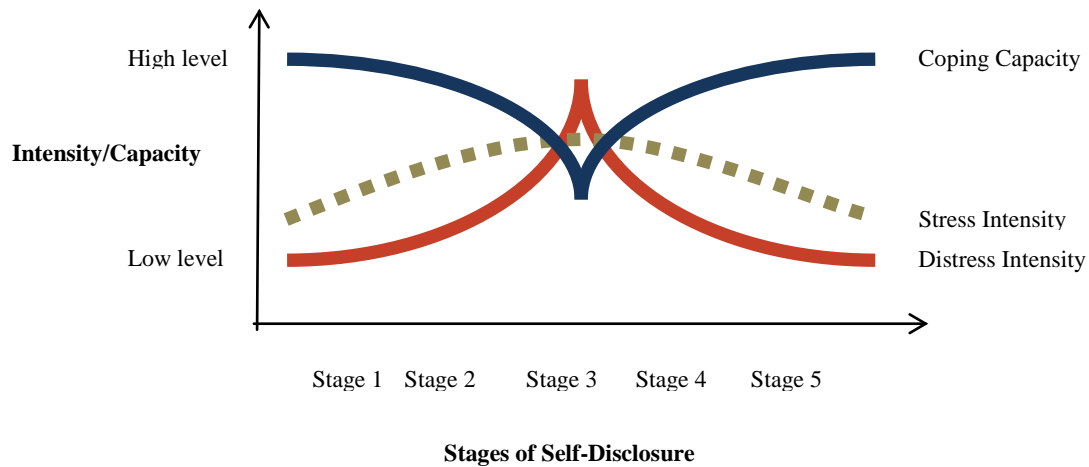 High level
Coping Capacity
Intensity/Capacity
Stress Intensity
Low level
Distress Intensity
Stage 1 Stage 2 Stage 3 Stage 4 Stage 5
Stages of Self-Disclosure